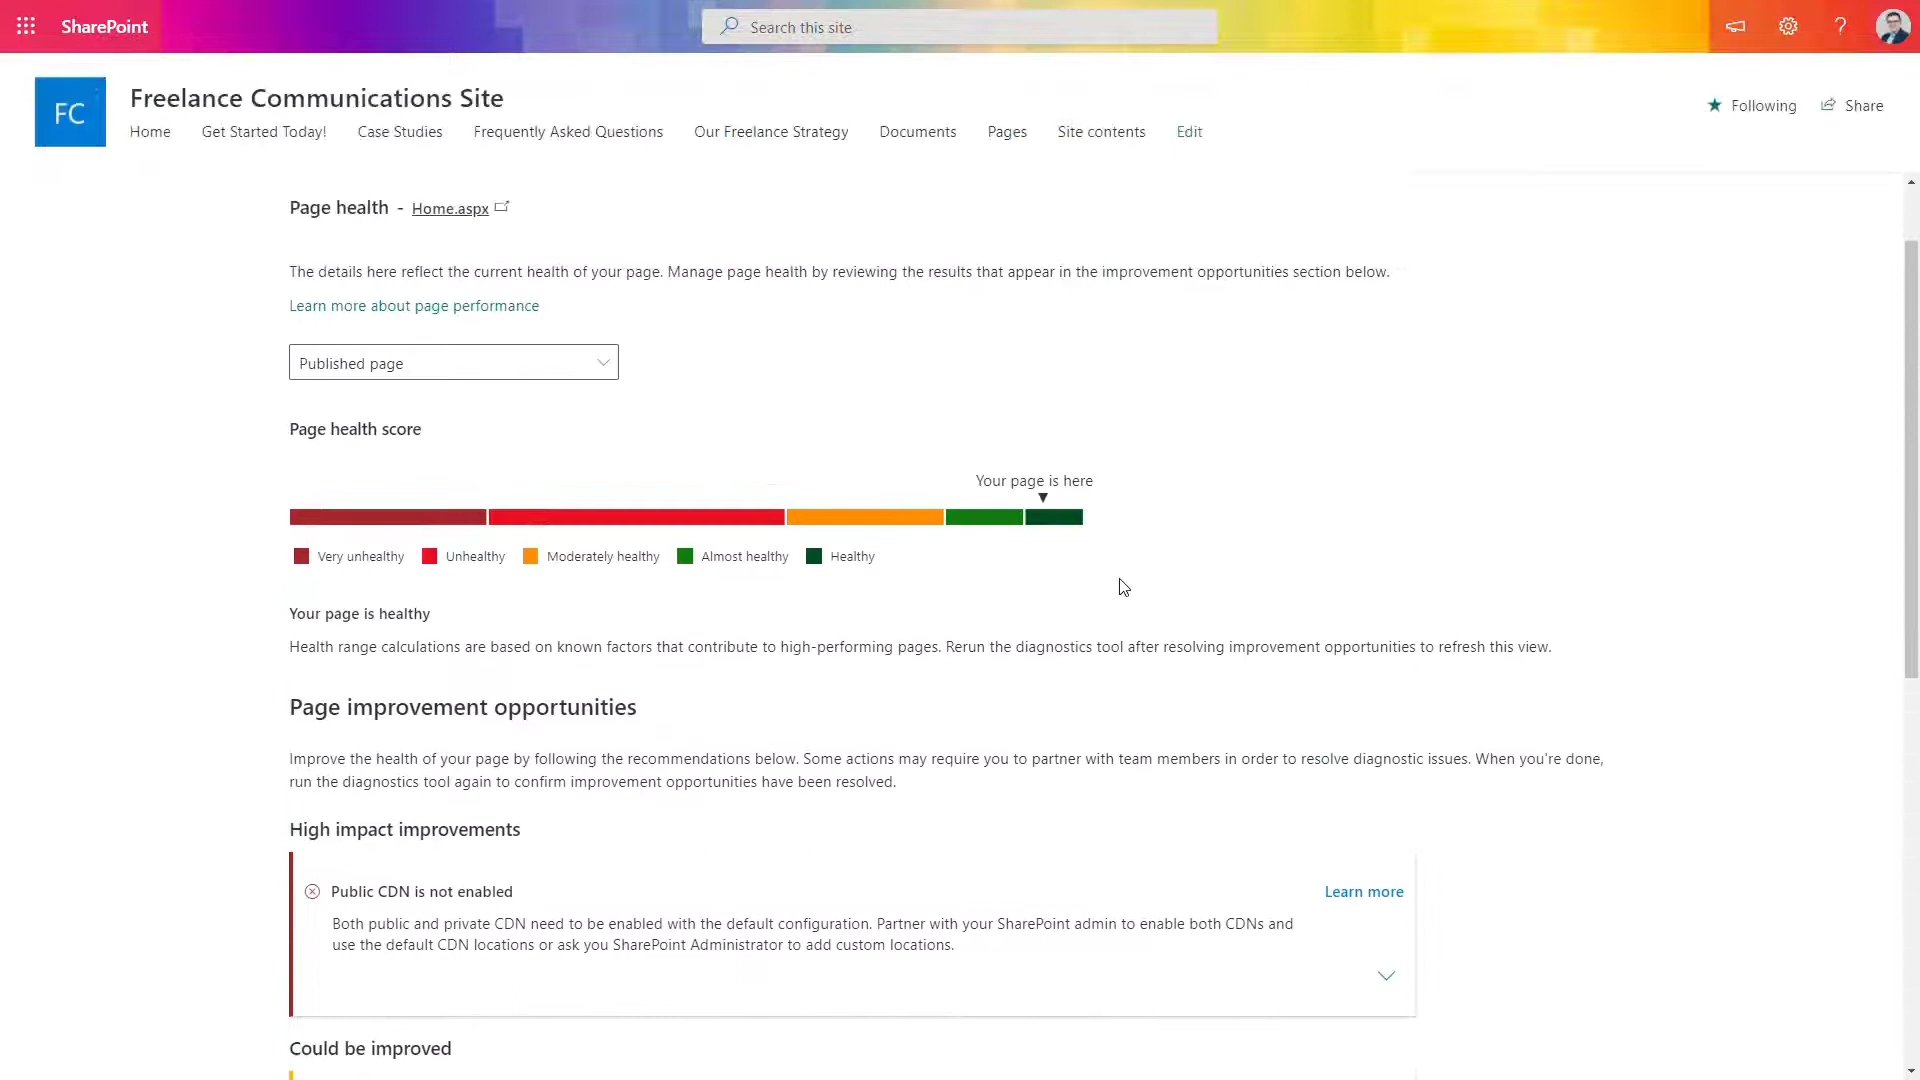 SharePoint
Search this site
?
FC
Freelance Communications Site
Following
Share
Home
Get Started Today!
Case Studies
Frequently Asked Questions
Our Freelance Strategy
Documents
Pages
Site contents
Edit
Page health - Home.aspx
The details here reflect the current health of your page. Manage page health by reviewing the results that appear in the improvement opportunities section below.
Learn more about page performance
Published page
Page health score
Your page is here
Very unhealthy
Unhealthy
Moderately healthy
Almost healthy
Healthy
Your page is healthy
Health range calculations are based on known factors that contribute to high-performing pages. Rerun the diagnostics tool after resolving improvement opportunities to refresh this view.
Page improvement opportunities
Improve the health of your page by following the recommendations below. Some actions may require you to partner with team members in order to resolve diagnostic issues. When you're done,
run the diagnostics tool again to confirm improvement opportunities have been resolved.
High impact improvements
Public CDN is not enabled
Learn more
Both public and private CDN need to be enabled with the default configuration. Partner with your SharePoint admin to enable both CDNs and
use the default CDN locations or ask you SharePoint Administrator to add custom locations.
Could be improved